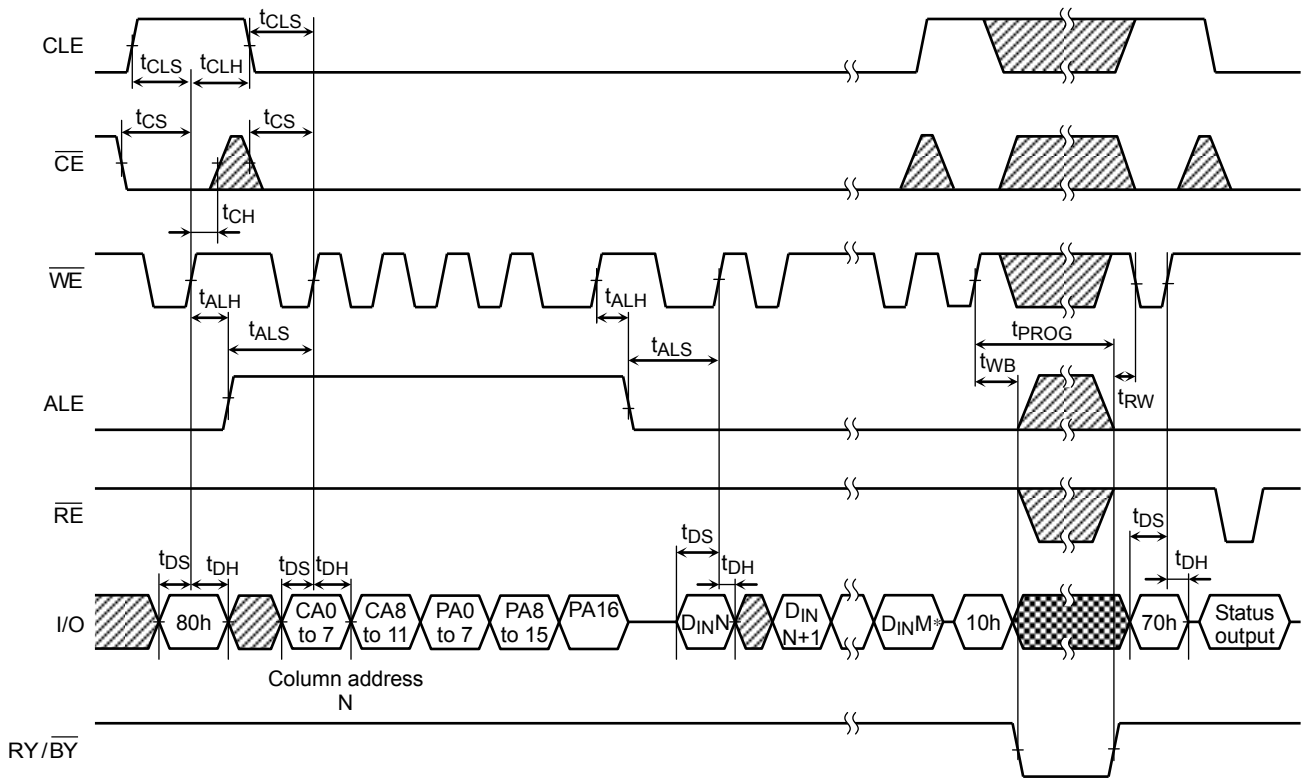 CLE
tCLS
tCLS tCLH
CE
tCS tCS
tCH
WE
tALH tALH
tALS tALS
tPROG
tWB
tRW
ALE
RE
tDS tDH tDS tDH tDS tDH tDS tDH
I/O
80h
CA0 to 7
CA8 to 11
PA0 to 7
PA8 to 15
PA16
DINN
DIN N+1
DINM*
10h
70h
Status output
Column address
N
RY/BY